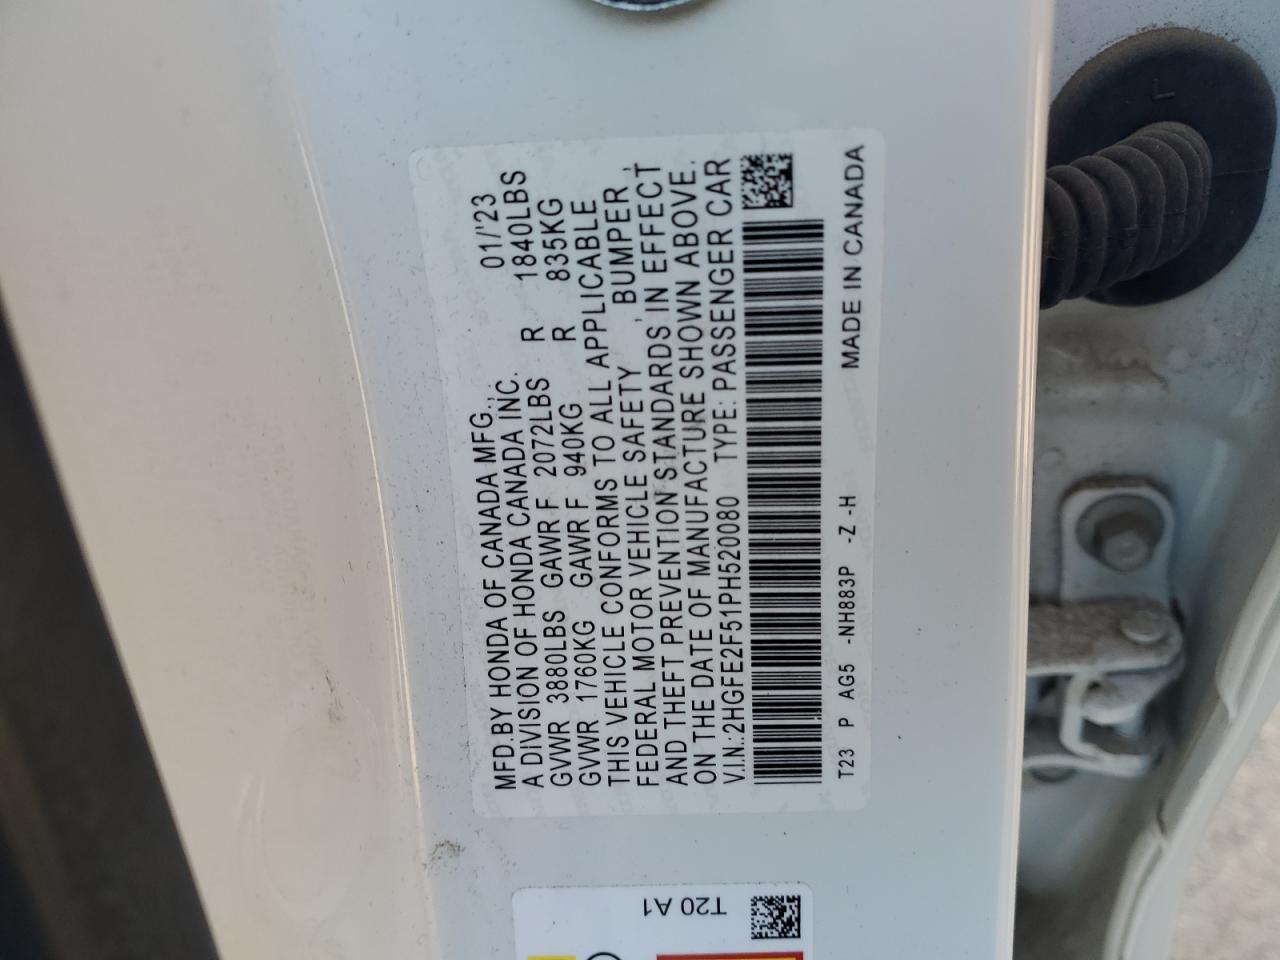 MFD.BY HONDA OF CANADA MFG., 01/'23
A DIVISION OF HONDA CANADA INC.
GVWR 3880LBS GAWR F 2072LBS R 1840LBS
GVWR 1760KG GAWR F 940KG R 835KG
THIS VEHICLE CONFORMS TO ALL APPLICABLE
FEDERAL MOTOR VEHICLE SAFETY , BUMPER ,
AND THEFT PREVENTION STANDARDS IN EFFECT
ON THE DATE OF MANUFACTURE SHOWN ABOVE.
V.I.N.:2HGFE2F51PH520080 TYPE: PASSENGER CAR
T23 P AG5 -NH883P -Z -H MADE IN CANADA
T20 A1
L